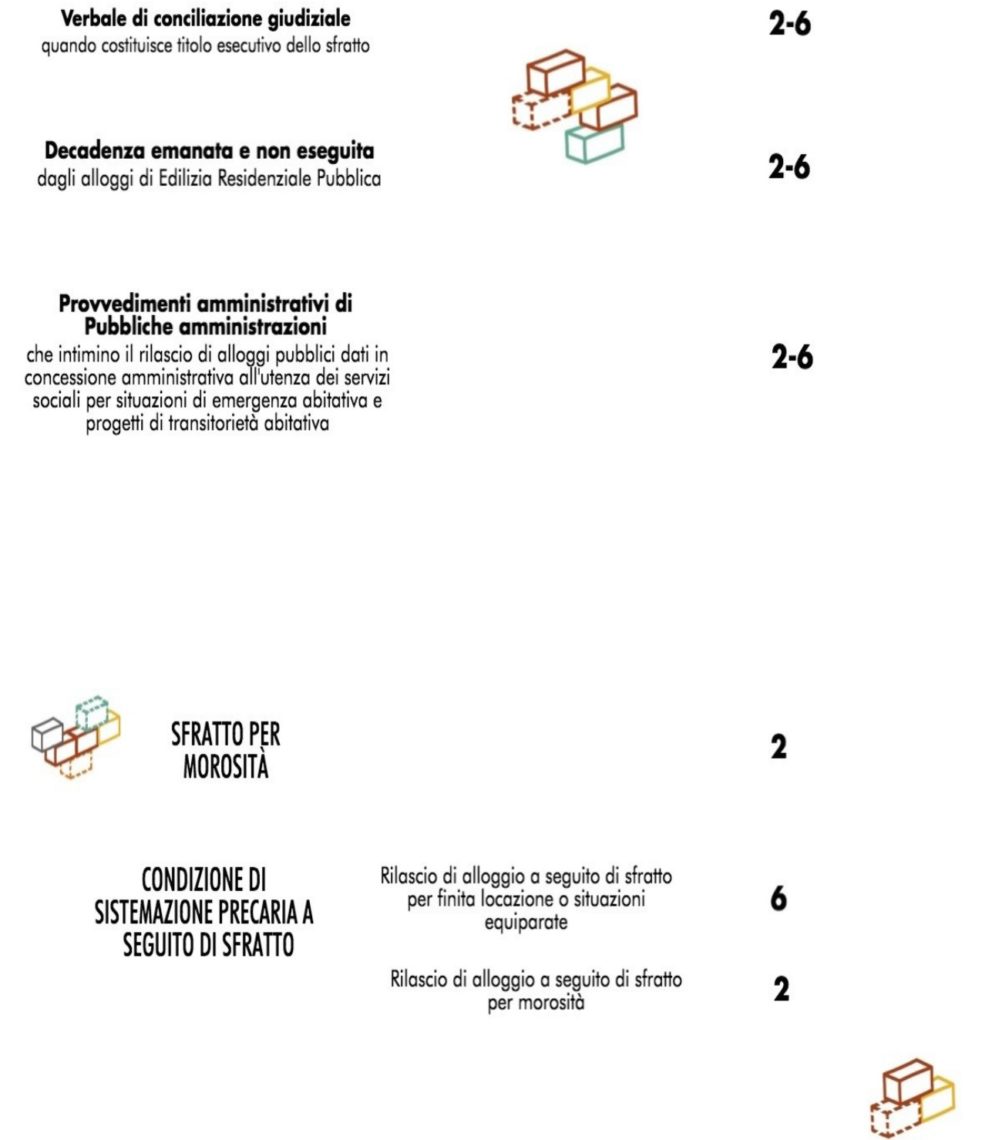 Verbale di conciliazione giudiziale
quando costituisce titolo esecutivo dello sfratto
2-6
Decadenza emanata e non eseguita
dagli alloggi di Edilizia Residenziale Pubblica
2-6
Provvedimenti amministrativi di
Pubbliche amministrazioni
che intimino il rilascio di alloggi pubblici dati in
concessione amministrativa all'utenza dei servizi
sociali per situazioni di emergenza abitativa e
progetti di transitorietà abitativa
2-6
SFRATTO PER
MOROSITÀ
2
CONDIZIONE DI
SISTEMAZIONE PRECARIA A
SEGUITO DI SFRATTO
Rilascio di alloggio a seguito di sfratto
per finita locazione o situazioni
equiparate
6
Rilascio di alloggio a seguito di sfratto
per morosità
2